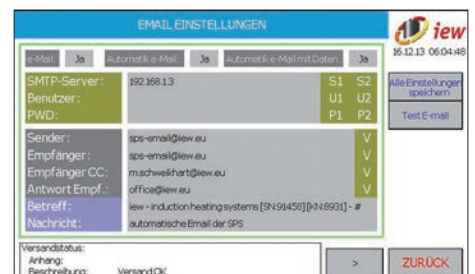 EMAIL EINSTELLUNGEN
iew
16.12.13 06:04:48
e-Mail: Ja Automatik e-Mail: Ja Automatik e-Mail mit Daten: Ja
SMTP-Server: 192.168.1.3 S1 S2
Benutzer: U1 U2
PWD: P1 P2
Alle Einstellungen speichern
Test E-mail
Sender: sps-email@iew.eu V
Empfänger: sps-email@iew.eu V
Empfänger CC: m.schweikhart@iew.eu V
Antwort Empf.: office@iew.eu V
Betreff: iew - induction heating systems [SN:91458][KN:8931] - #
Nachricht: automatische Email der SPS
Versandstatus:
Anhang:
Beschreibung: Versand OK
>
ZURÜCK